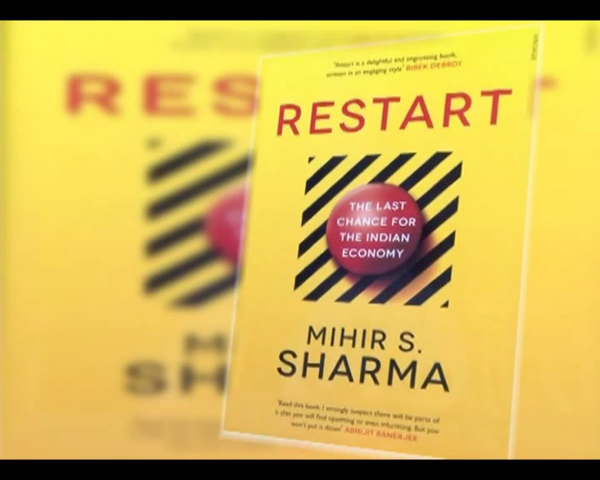 'Restart is a delightful and engrossing book,
written in an engaging style' BIBEK DEBROY
RESTART
THE LAST
CHANCE FOR
THE INDIAN
ECONOMY
MIHIR S.
SHARMA
'Read this book. I strongly suspect there will be parts of
it that you will find upsetting or even infuriating. But you
won't put it down' ABHIJIT BANERJEE
RES
SH